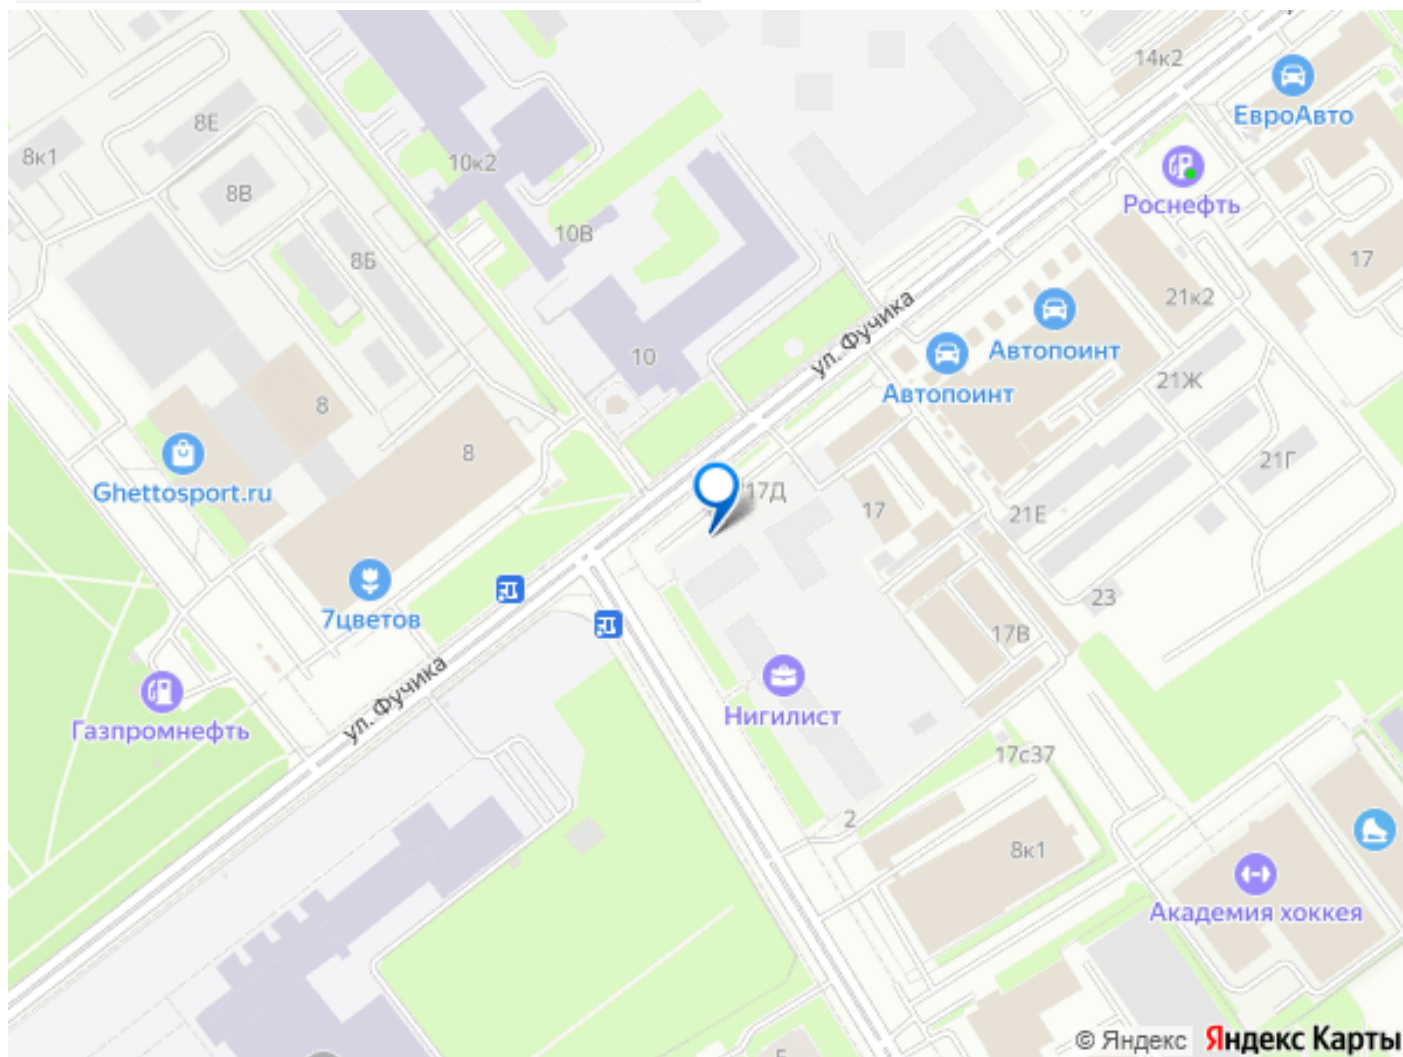 14к2
ЕвроАвто
8Е
8к1
10к2
8В
Роснефть
10В
8Б
17
21к2
ул. Фучика
Автопоинт
10
Автопоинт
21Ж
8
8
21Г
Ghettosport.ru
17Д
17
21Е
7цветов
23
17В
ул. Фучика
Нигилист
Газпромнефть
17с37
2
8к1
Академия хоккея
© Яндекс Яндекс Карты